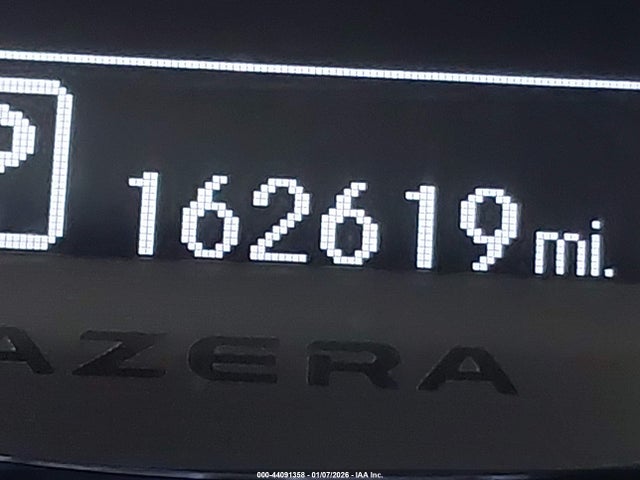 P 162619 mi.
AZERA
000-44091358 - 01/07/2026 - IAA Inc.